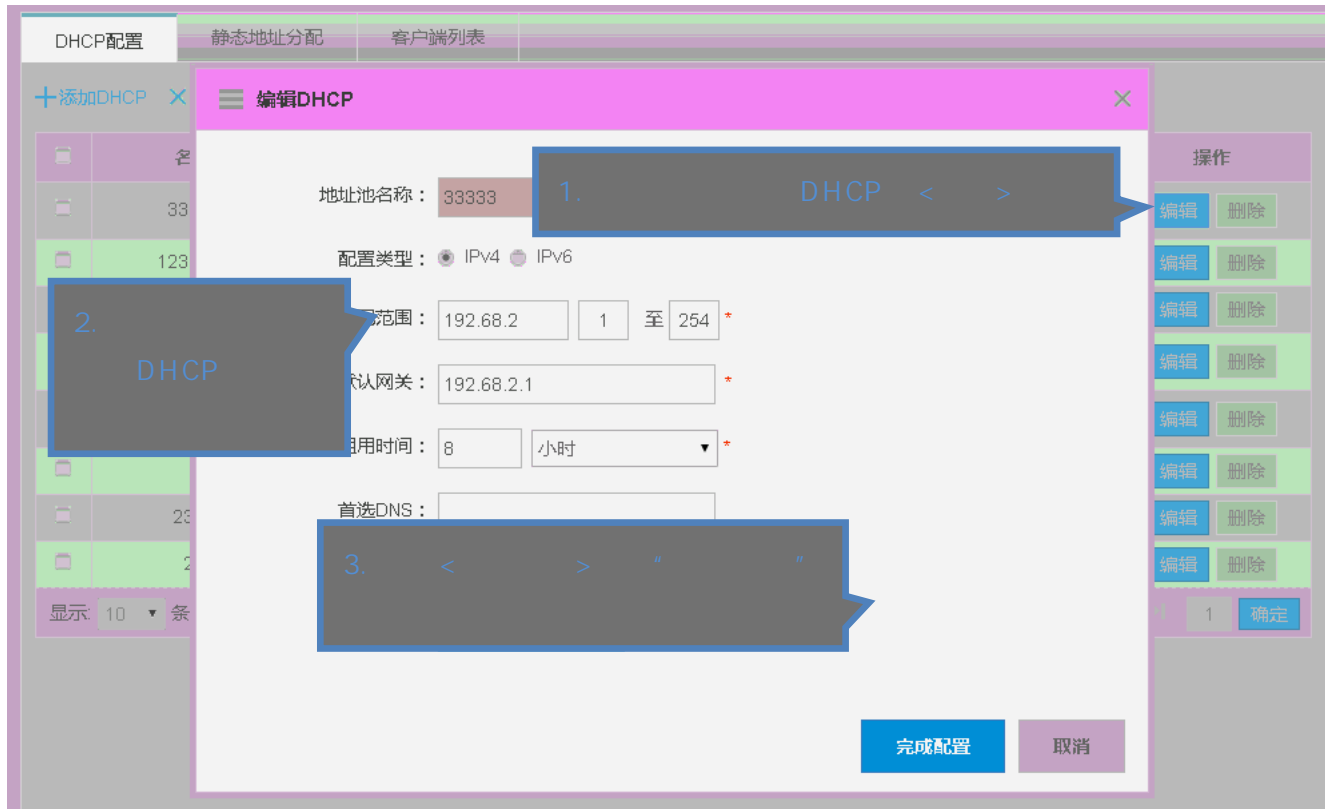 DHCP配置 静态地址分配 客户端列表
添加DHCP
编辑DHCP
名 操作
地址池名称： 33333
1. DHCP < >
33 编辑 删除
配置类型： IPv4 IPv6
123 编辑 删除
范围： 192.68.2 1 至 254 *
编辑 删除
2.
DHCP
认网关： 192.68.2.1 *
编辑 删除
用时间： 8 小时 *
编辑 删除
编辑 删除
首选DNS：
23 编辑 删除
3. < > " "
2 编辑 删除
显示: 10 条 1 确定
完成配置 取消